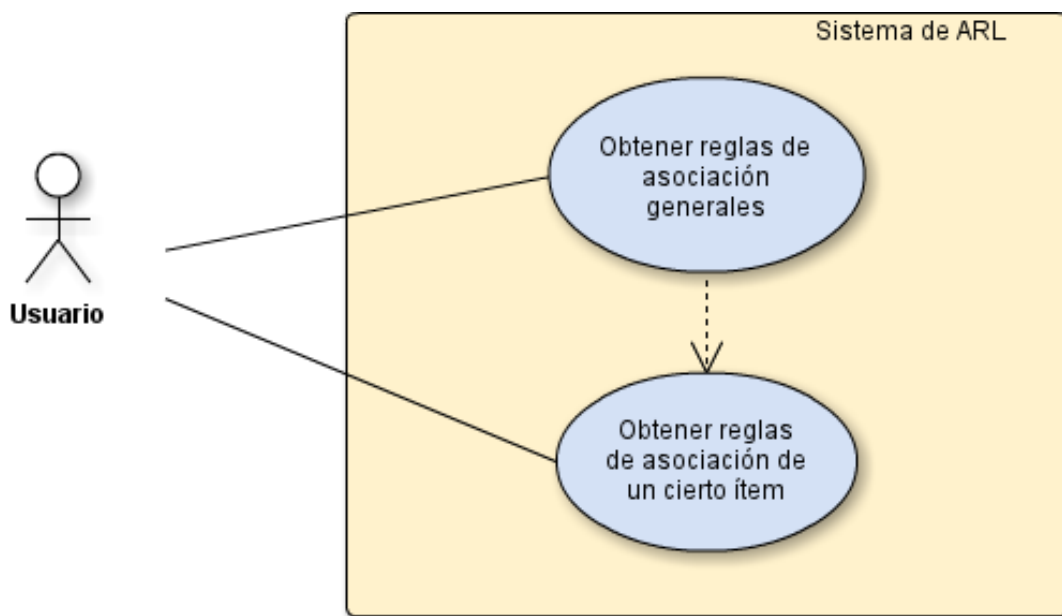 Sistema de ARL
Obtener reglas de
asociación
generales
Usuario
Obtener reglas
de asociación de
un cierto ítem